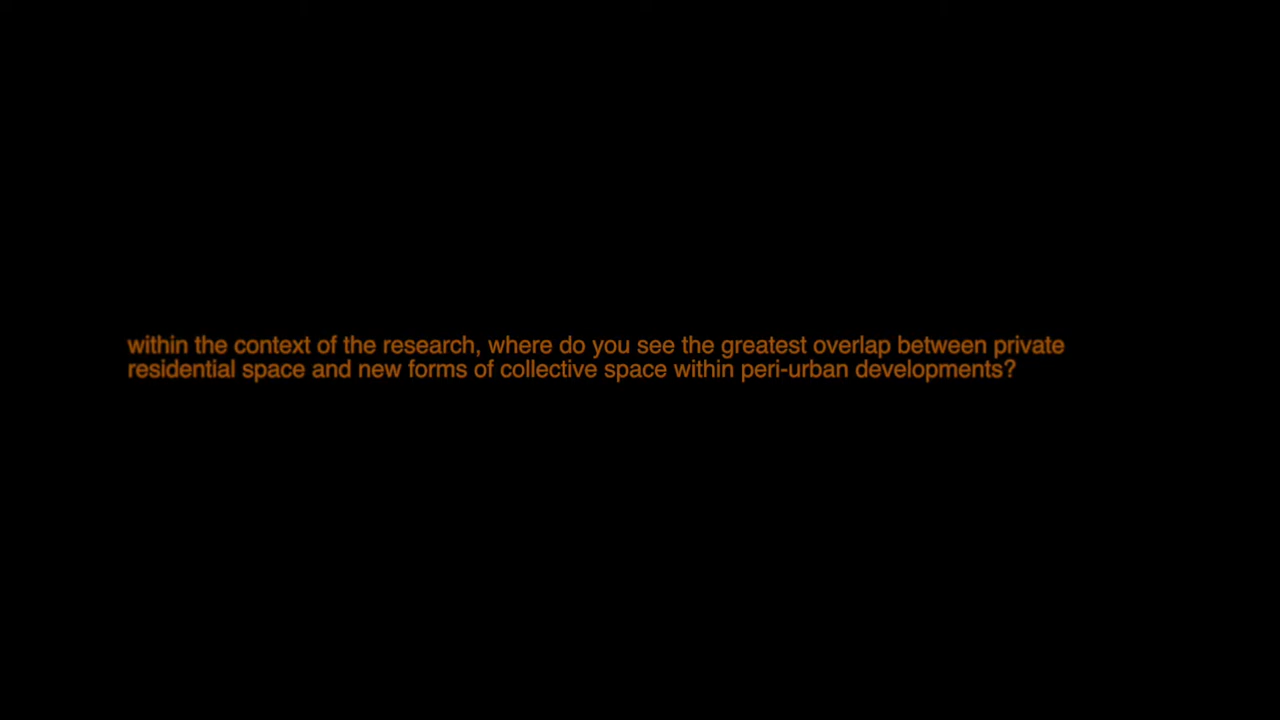 within the context of the research, where do you see the greatest overlap between private
residential space and new forms of collective space within peri-urban developments?